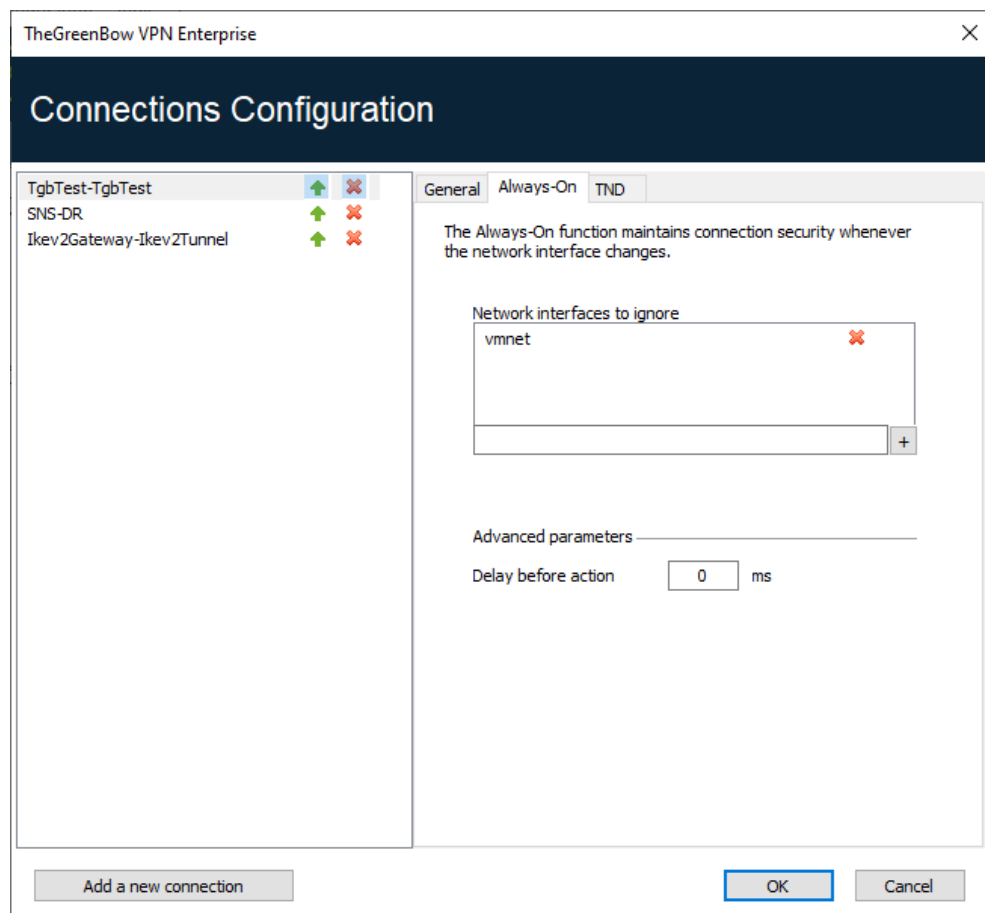 TheGreenBow VPN Enterprise
Connections Configuration
TgbTest-TgbTest
SNS-DR
Ikev2Gateway-Ikev2Tunnel
General Always-On TND
The Always-On function maintains connection security whenever
the network interface changes.
Network interfaces to ignore
vmnet
+
Advanced parameters
Delay before action 0 ms
Add a new connection OK Cancel